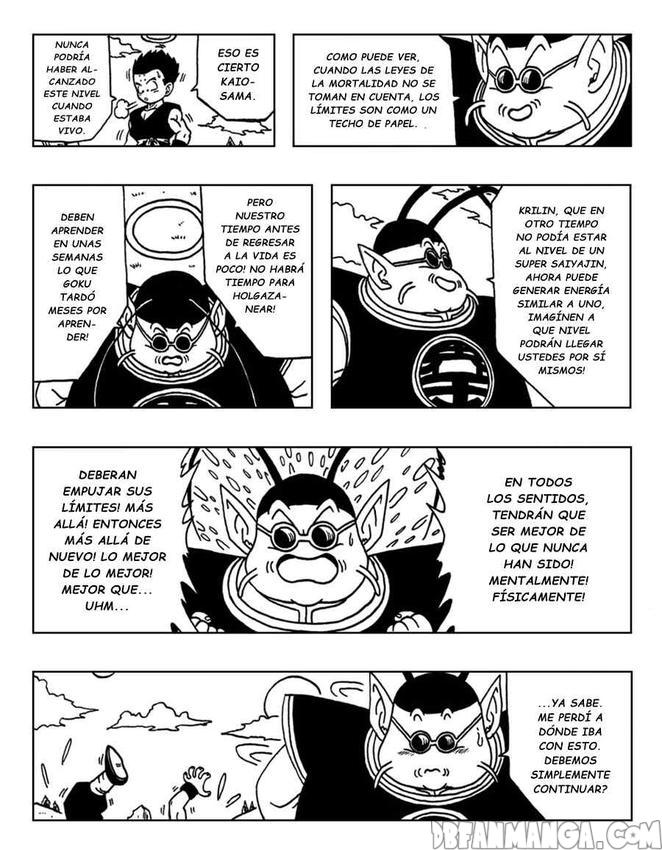 COMO PUEDE VER,
CUANDO LAS LEYES DE
LA MORTALIDAD NO SE
TOMAN EN CUENTA, LOS
LÍMITES SON COMO UN
TECHO DE PAPEL.
ESO ES
CIERTO
KAIO-
SAMA.
NUNCA
PODRÍA
HABER AL-
CANZADO
ESTE NIVEL
CUANDO
ESTABA
VIVO.
KRILIN, QUE EN
OTRO TIEMPO
NO PODÍA ESTAR
AL NIVEL DE UN
SUPER SAIYAJIN,
AHORA PUEDE
GENERAR ENERGÍA
SIMILAR A UNO,
IMAGÍNEN A
QUE NIVEL
PODRÁN LLEGAR
USTEDES POR SÍ
MISMOS!
PERO
NUESTRO
TIEMPO ANTES
DE REGRESAR
A LA VIDA ES
POCO! NO HABRÁ
TIEMPO PARA
HOLGAZA-
NEAR!
DEBEN
APRENDER
EN UNAS
SEMANAS
LO QUE
GOKU
TARDÓ
MESES POR
APREN-
DER!
EN TODOS
LOS SENTIDOS,
TENDRÁN QUE
SER MEJOR DE
LO QUE NUNCA
HAN SIDO!
MENTALMENTE!
FÍSICAMENTE!
DEBERAN
EMPUJAR SUS
LÍMITES! MÁS
ALLÁ! ENTONCES
MÁS ALLÁ DE
NUEVO! LO MEJOR
DE LO MEJOR!
MEJOR QUE...
UHM...
...YA SABE.
ME PERDÍ A
DÓNDE IBA
CON ESTO.
DEBEMOS
SIMPLEMENTE
CONTINUAR?
DBFANMANGA.COM